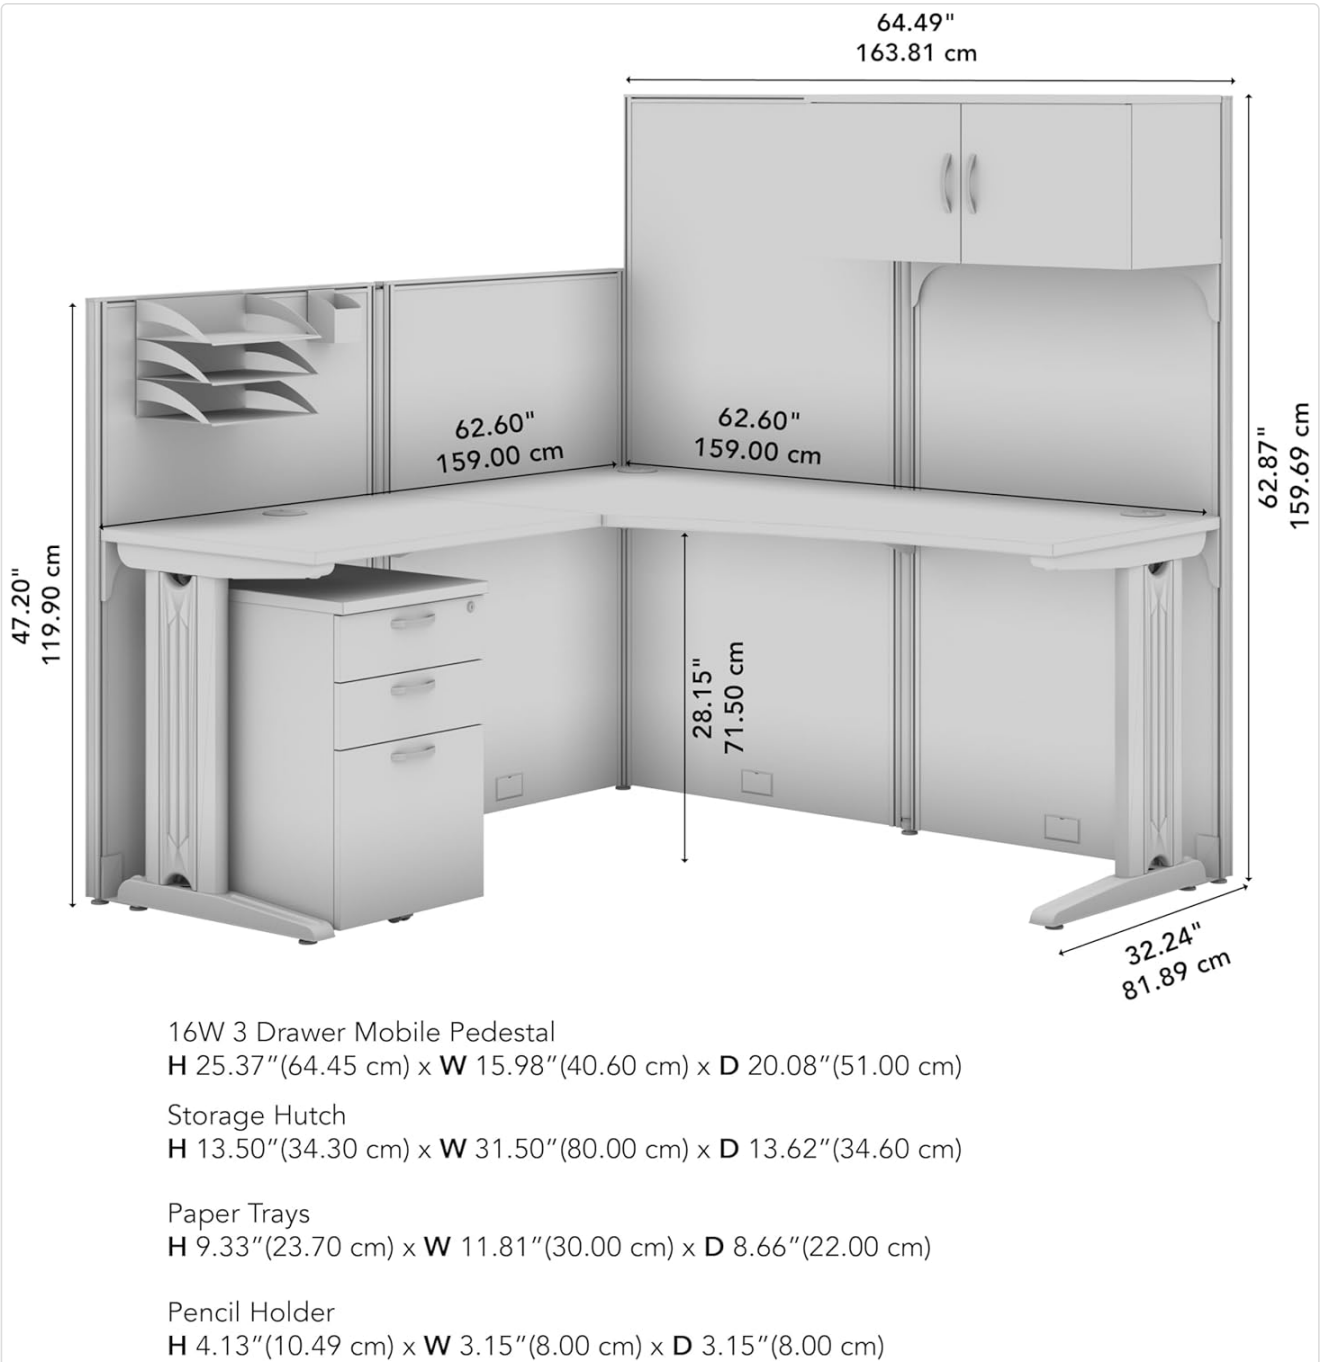 64.49"
163.81 cm
62.60"
159.00 cm
62.60"
159.00 cm
62.87"
159.69 cm
47.20"
119.90 cm
28.15"
71.50 cm
32.24"
81.89 cm
16W 3 Drawer Mobile Pedestal
H 25.37"(64.45 cm) x W 15.98"(40.60 cm) x D 20.08"(51.00 cm)
Storage Hutch
H 13.50"(34.30 cm) x W 31.50"(80.00 cm) x D 13.62"(34.60 cm)
Paper Trays
H 9.33"(23.70 cm) x W 11.81"(30.00 cm) x D 8.66"(22.00 cm)
Pencil Holder
H 4.13"(10.49 cm) x W 3.15"(8.00 cm) x D 3.15"(8.00 cm)